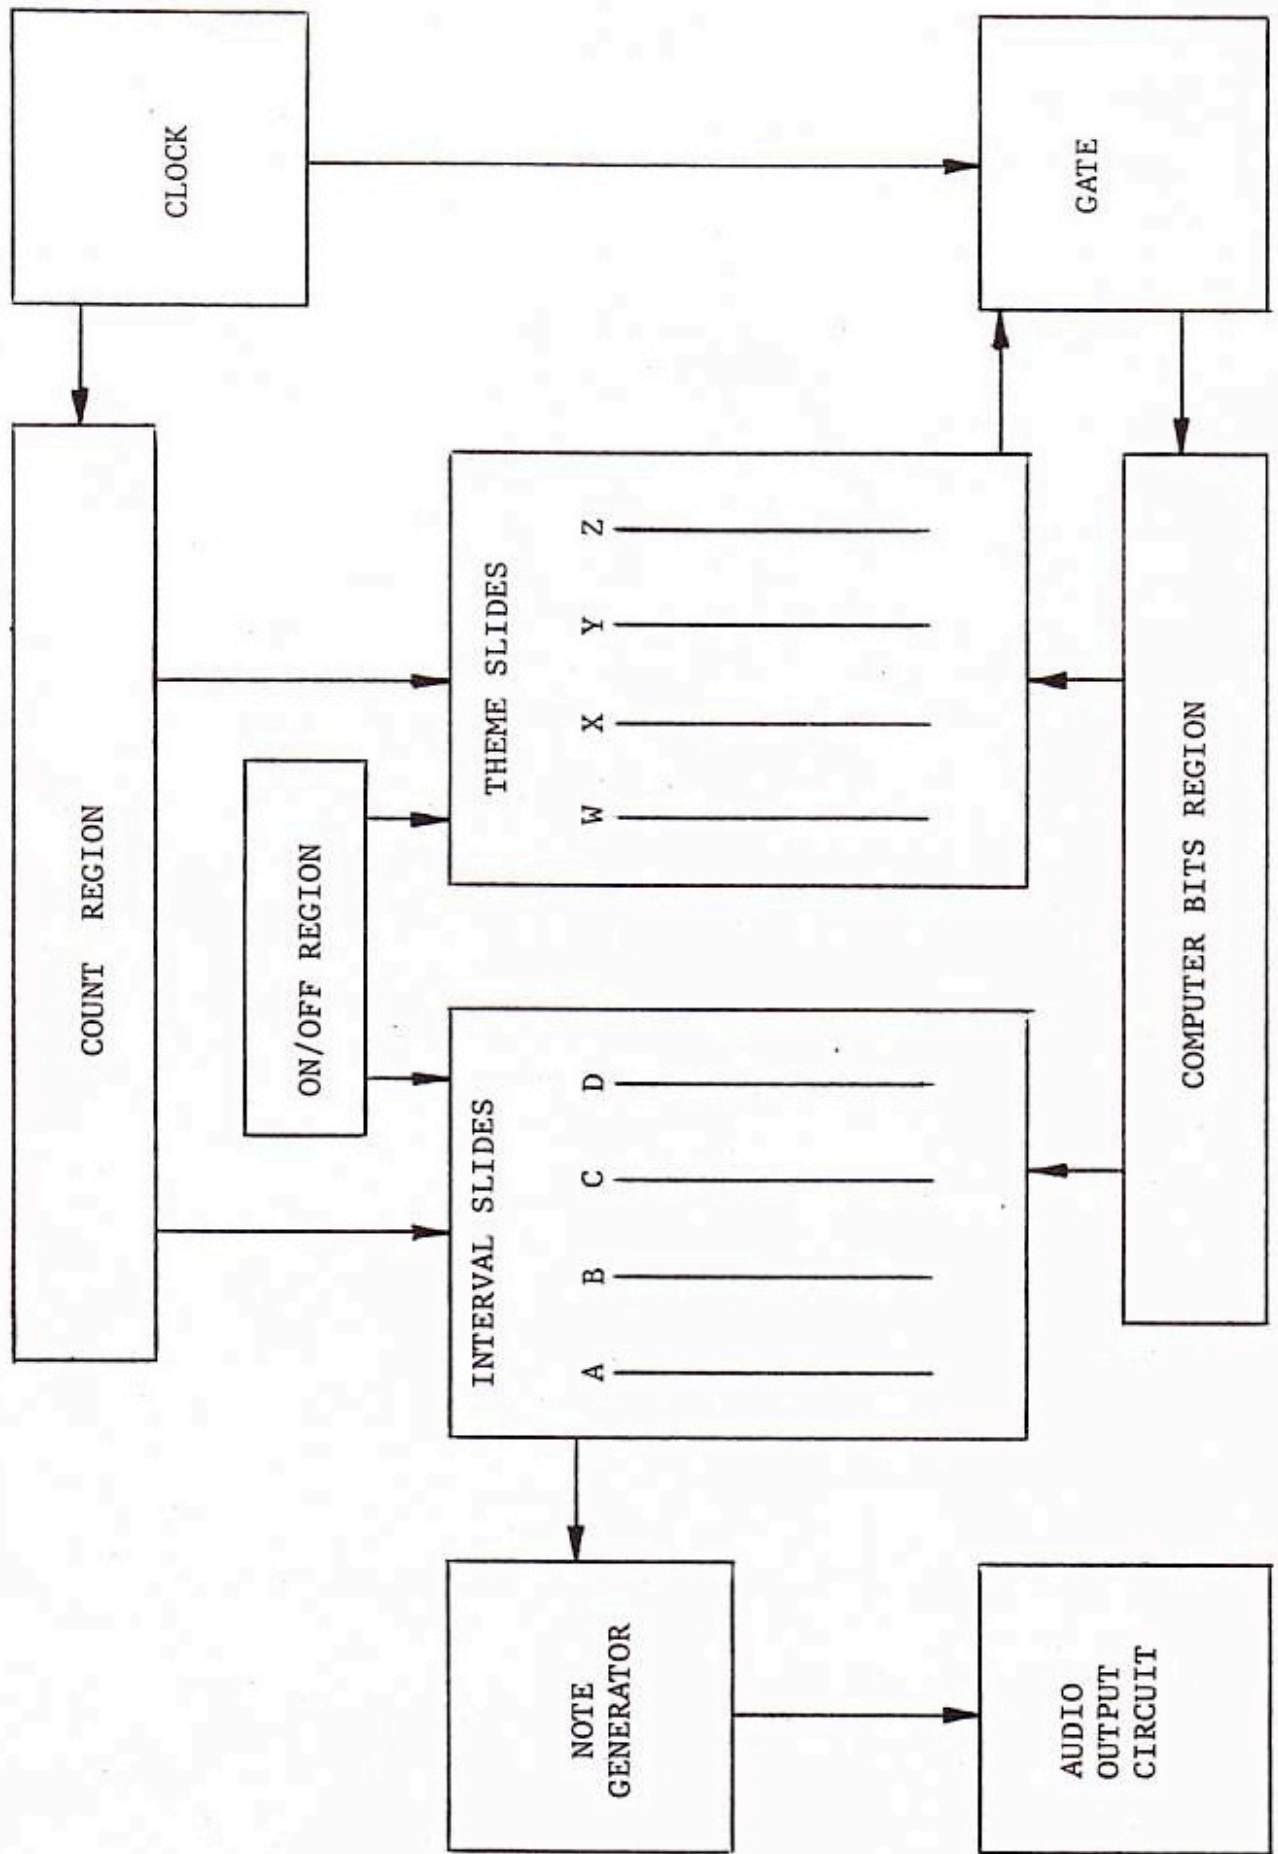 COUNT REGION
CLOCK
ON/OFF REGION
INTERVAL SLIDES
A B C D
THEME SLIDES
W X Y Z
NOTE
GENERATOR
AUDIO
OUTPUT
CIRCUIT
COMPUTER BITS REGION
GATE